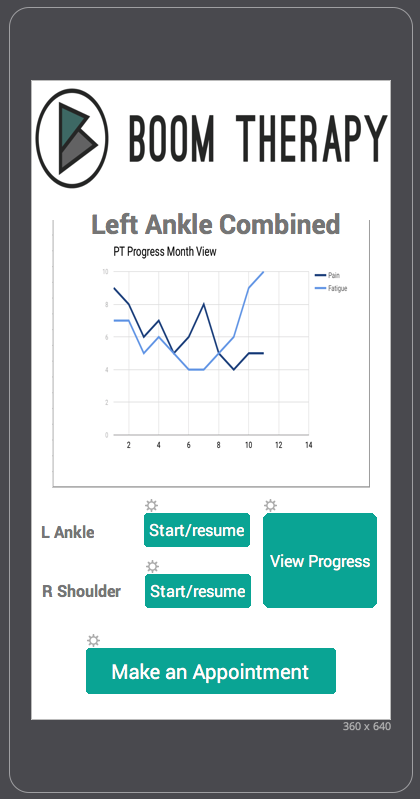 BOOM THERAPY
Left Ankle Combined
PT Progress Month View
10
8
6
4
2
0
2 4 6 8 10 12 14
Pain
Fatigue
L Ankle
Start/resume
View Progress
R Shoulder
Start/resume
Make an Appointment
360 x 640